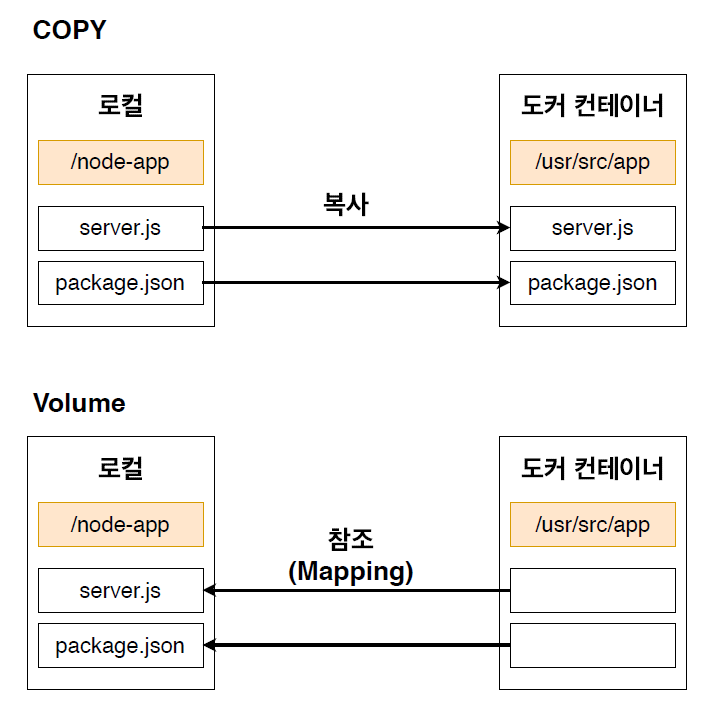 COPY
로컬
도커 컨테이너
/node-app
/usr/src/app
복사
server.js
server.js
package.json
package.json
Volume
로컬
도커 컨테이너
/node-app
/usr/src/app
참조
(Mapping)
server.js
package.json